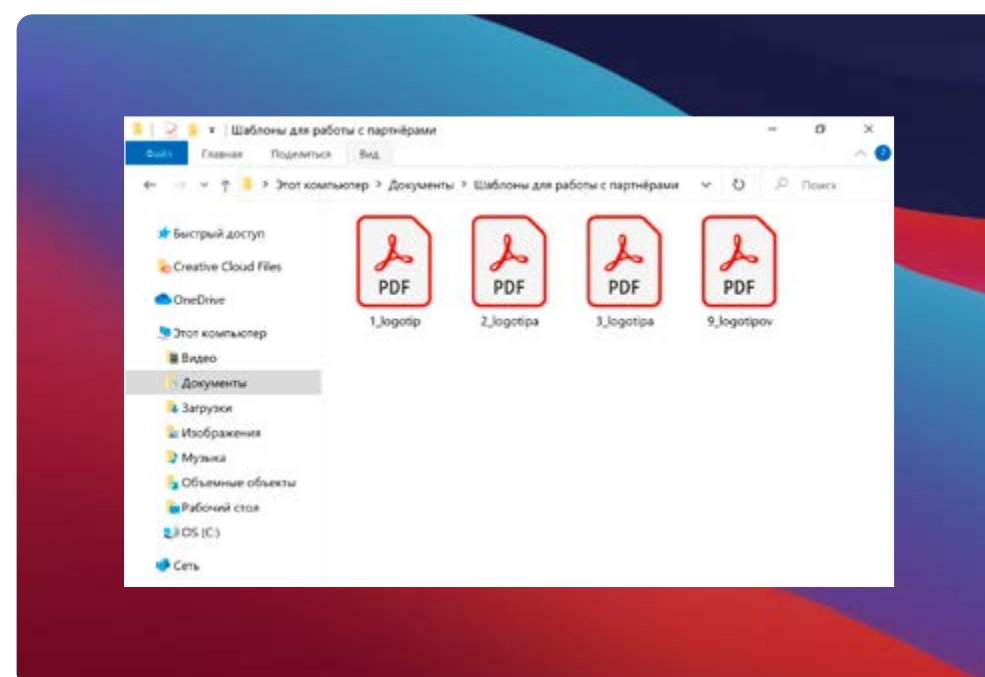 Шаблоны для работы с партнёрами
Файл Главная Поделиться Вид
Этот компьютер > Документы > Шаблоны для работы с партнёрами
Поиск
Быстрый доступ
Creative Cloud Files
OneDrive
Этот компьютер
Видео
Документы
Загрузки
Изображения
Музыка
Объемные объекты
Рабочий стол
OS (C:)
Сеть
PDF PDF PDF PDF
1_logotip 2_logotipa 3_logotipa 9_logotipov